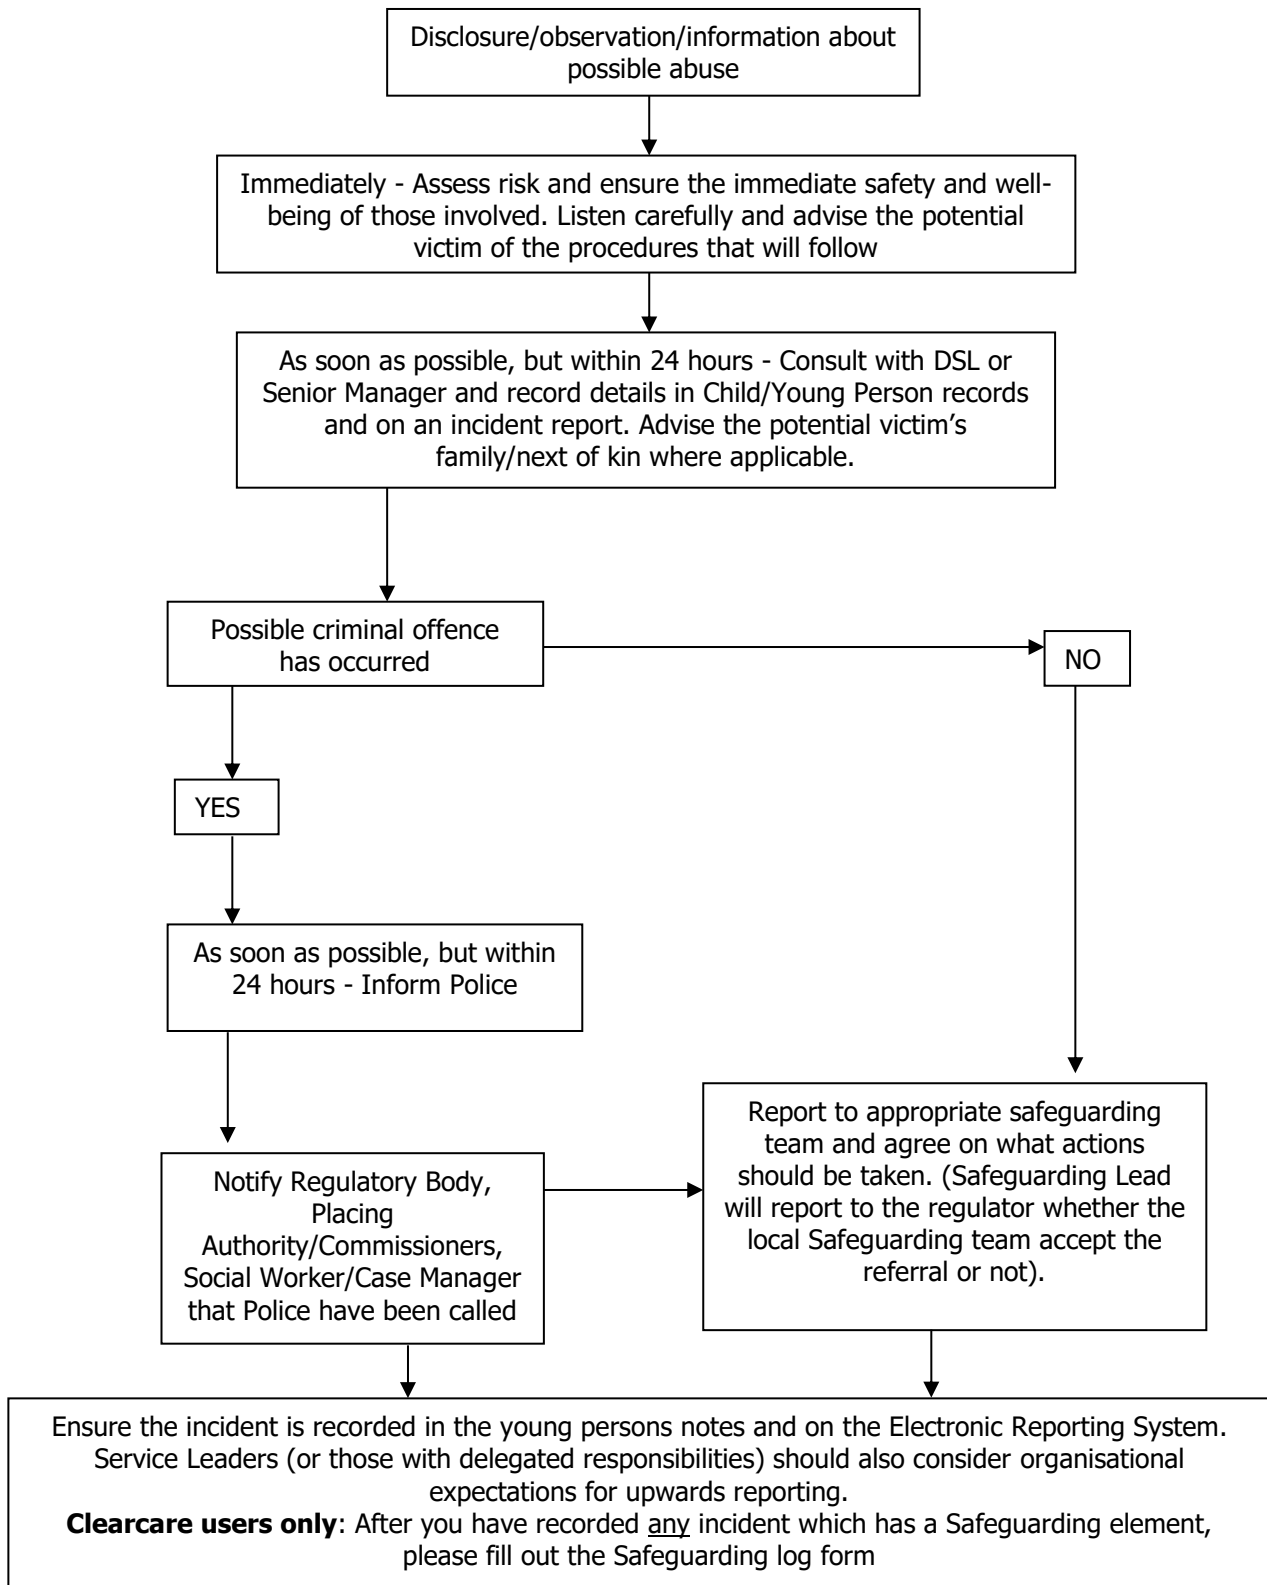 Disclosure/observation/information about
possible abuse
Immediately - Assess risk and ensure the immediate safety and well-
being of those involved. Listen carefully and advise the potential
victim of the procedures that will follow
As soon as possible, but within 24 hours - Consult with DSL or
Senior Manager and record details in Child/Young Person records
and on an incident report. Advise the potential victim’s
family/next of kin where applicable.
Possible criminal offence
has occurred
NO
YES
As soon as possible, but within
24 hours - Inform Police
Notify Regulatory Body,
Placing
Authority/Commissioners,
Social Worker/Case Manager
that Police have been called
Report to appropriate safeguarding
team and agree on what actions
should be taken. (Safeguarding Lead
will report to the regulator whether the
local Safeguarding team accept the
referral or not).
Ensure the incident is recorded in the young persons notes and on the Electronic Reporting System.
Service Leaders (or those with delegated responsibilities) should also consider organisational
expectations for upwards reporting.
Clearcare users only: After you have recorded any incident which has a Safeguarding element,
please fill out the Safeguarding log form